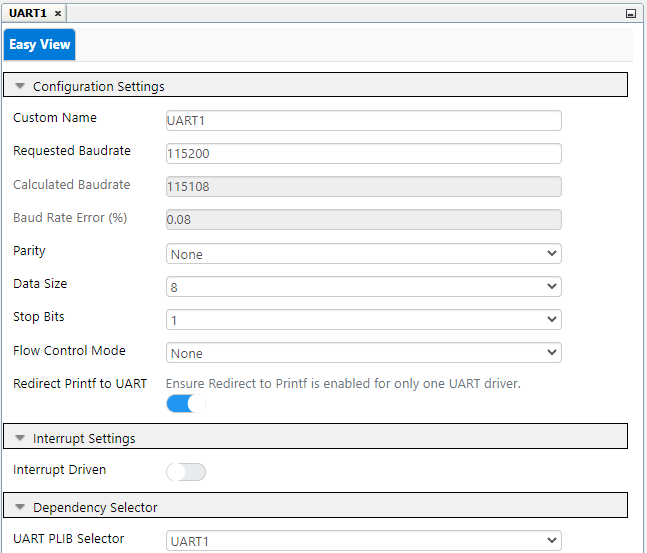 UART1 ×
Easy View
Configuration Settings
Custom Name UART1
Requested Baudrate 115200
Calculated Baudrate 115108
Baud Rate Error (%) 0.08
Parity None
Data Size 8
Stop Bits 1
Flow Control Mode None
Redirect Printf to UART Ensure Redirect to Printf is enabled for only one UART driver.
Interrupt Settings
Interrupt Driven
Dependency Selector
UART PLIB Selector UART1